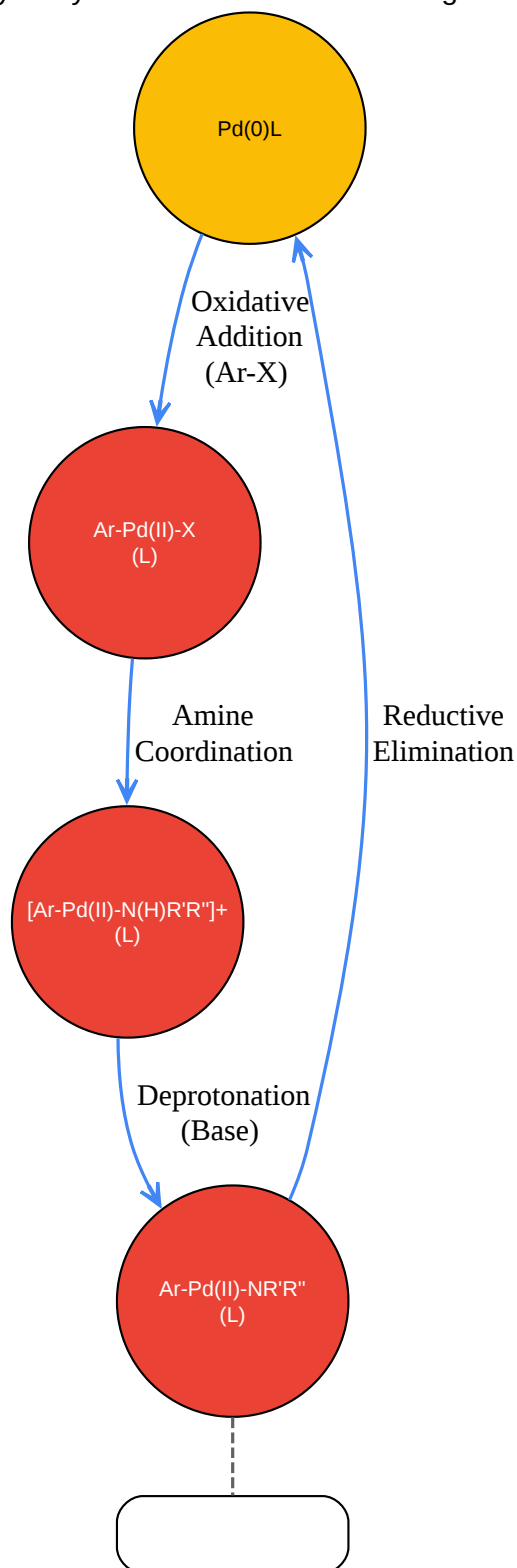 Pd(0)L
Oxidative
Addition
(Ar-X)
Ar-Pd(II)-X
(L)
Amine
Coordination
Reductive
Elimination
[Ar-Pd(II)-N(H)R'R"]+
(L)
Deprotonation
(Base)
Ar-Pd(II)-NR'R"
(L)